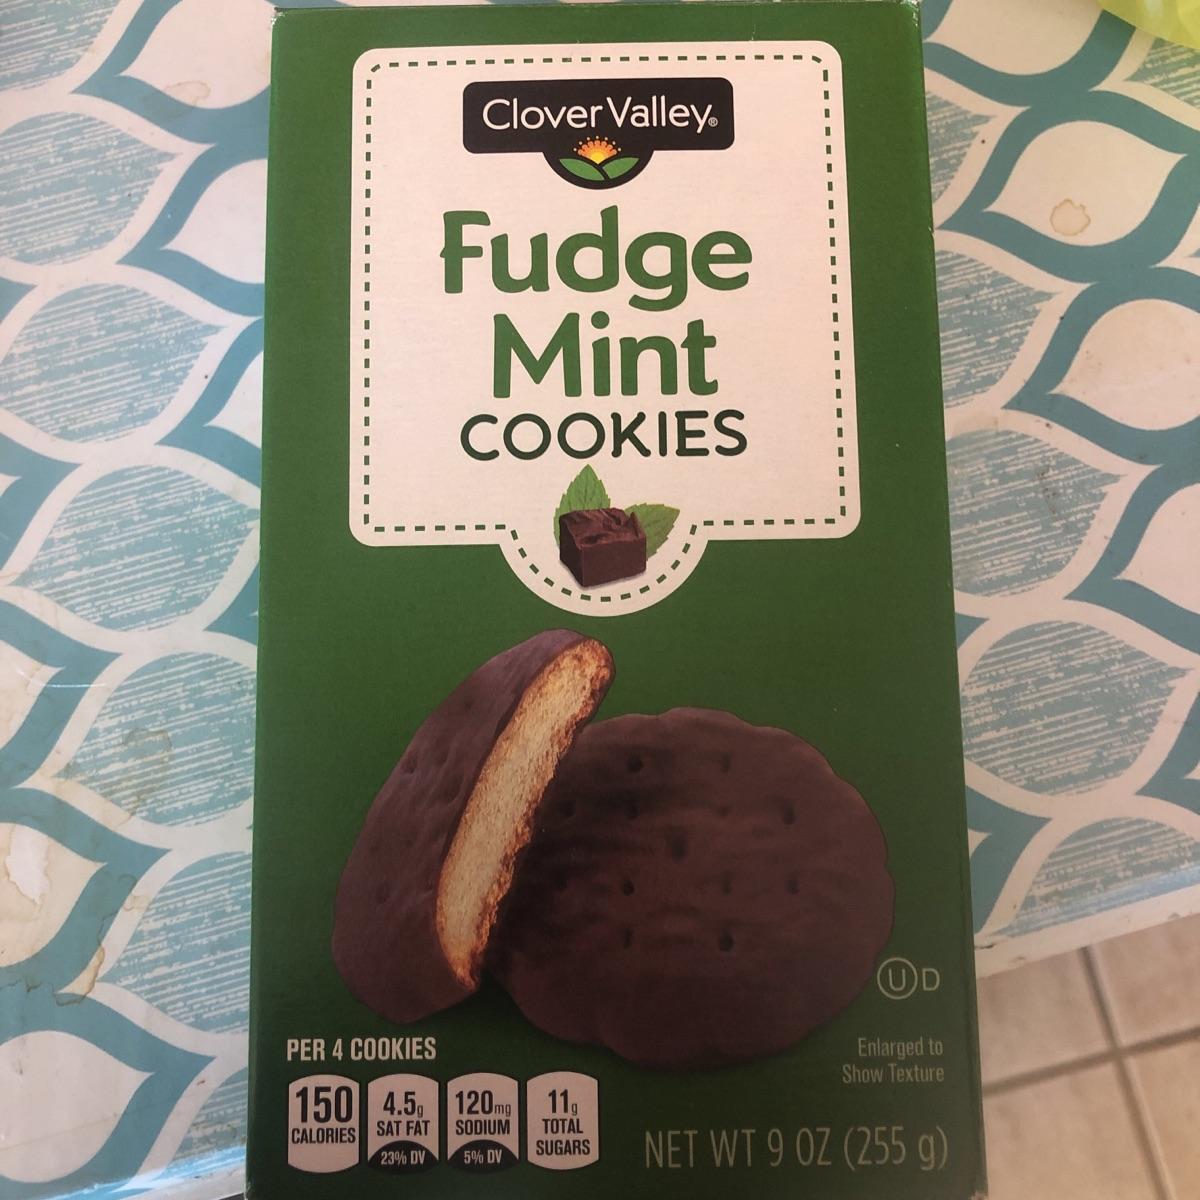 Clover Valley®
Fudge
Mint
COOKIES
U D
Enlarged to
Show Texture
PER 4 COOKIES
150 CALORIES
4.5g SAT FAT 23% DV
120mg SODIUM 5% DV
11g TOTAL SUGARS
NET WT 9 OZ (255 g)